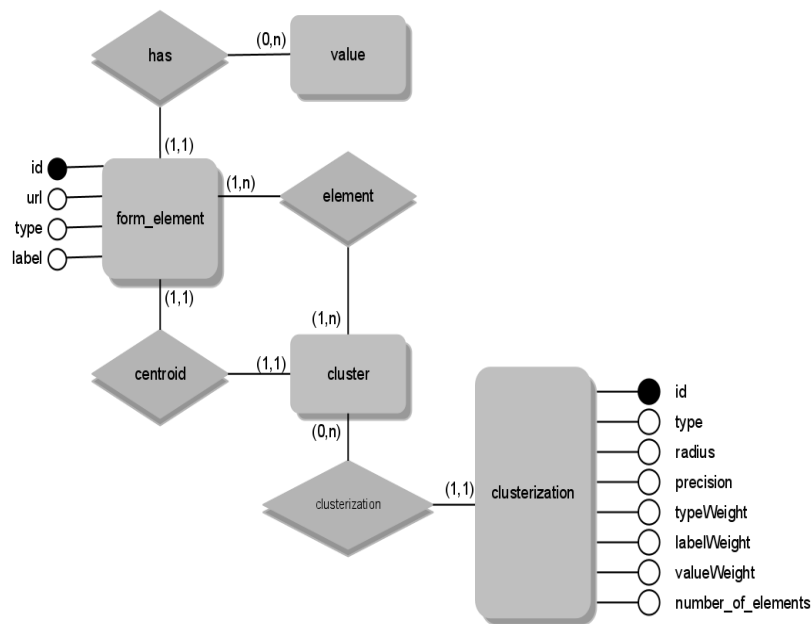 has
(0,n)
value
(1,1)
id
url
type
label
form_element
(1,n)
element
(1,1)
(1,n)
centroid
(1,1)
cluster
(0,n)
clusterization
(1,1)
clusterization
id
type
radius
precision
typeWeight
labelWeight
valueWeight
number_of_elements